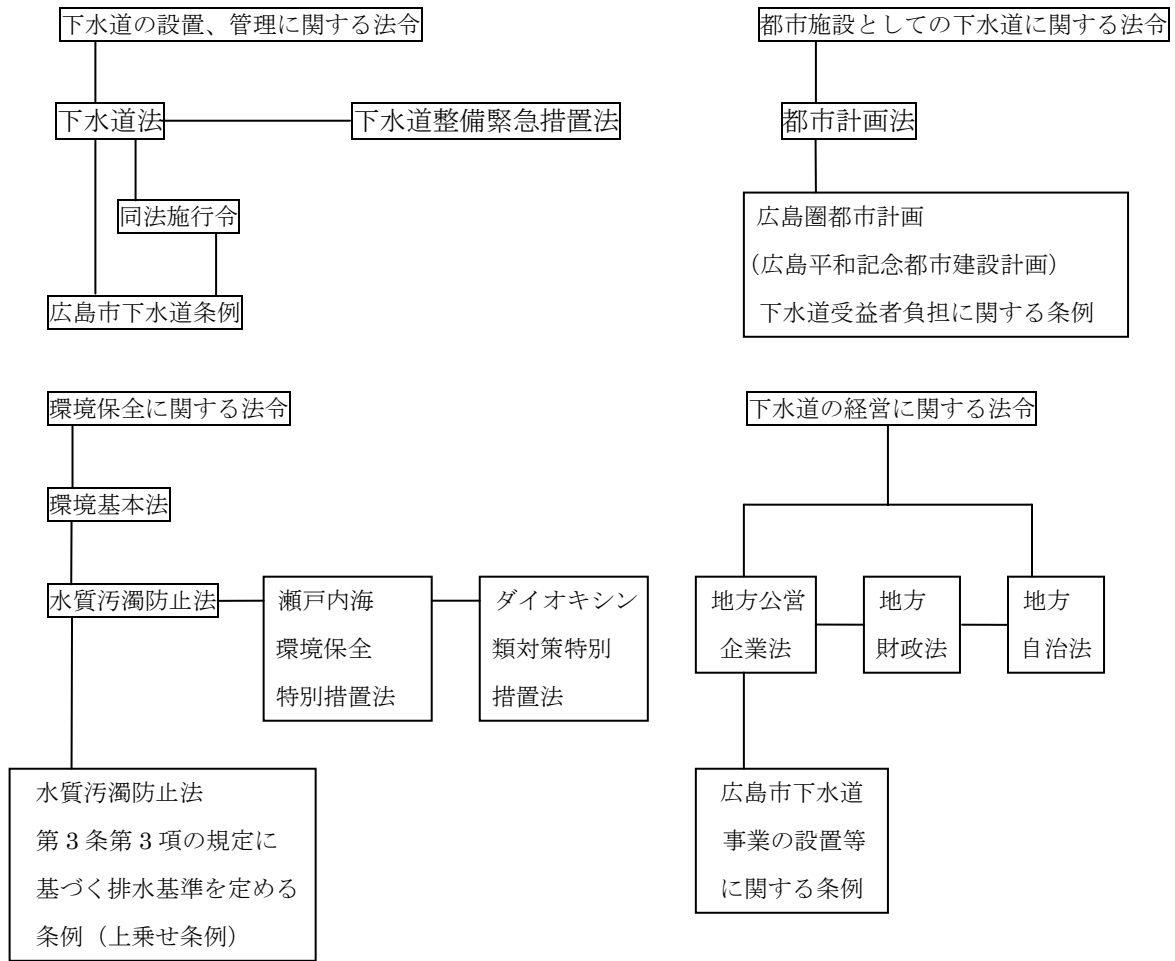 下水道の設置、管理に関する法令
下水道法
下水道整備緊急措置法
同法施行令
広島市下水道条例
都市施設としての下水道に関する法令
都市計画法
広島圏都市計画
(広島平和記念都市建設計画)
下水道受益者負担に関する条例
環境保全に関する法令
環境基本法
水質汚濁防止法
瀬戸内海
環境保全
特別措置法
ダイオキシン
類対策特別
措置法
水質汚濁防止法
第3条第3項の規定に
基づく排水基準を定める
条例（上乗せ条例）
下水道の経営に関する法令
地方公営
企業法
地方
財政法
地方
自治法
広島市下水道
事業の設置等
に関する条例